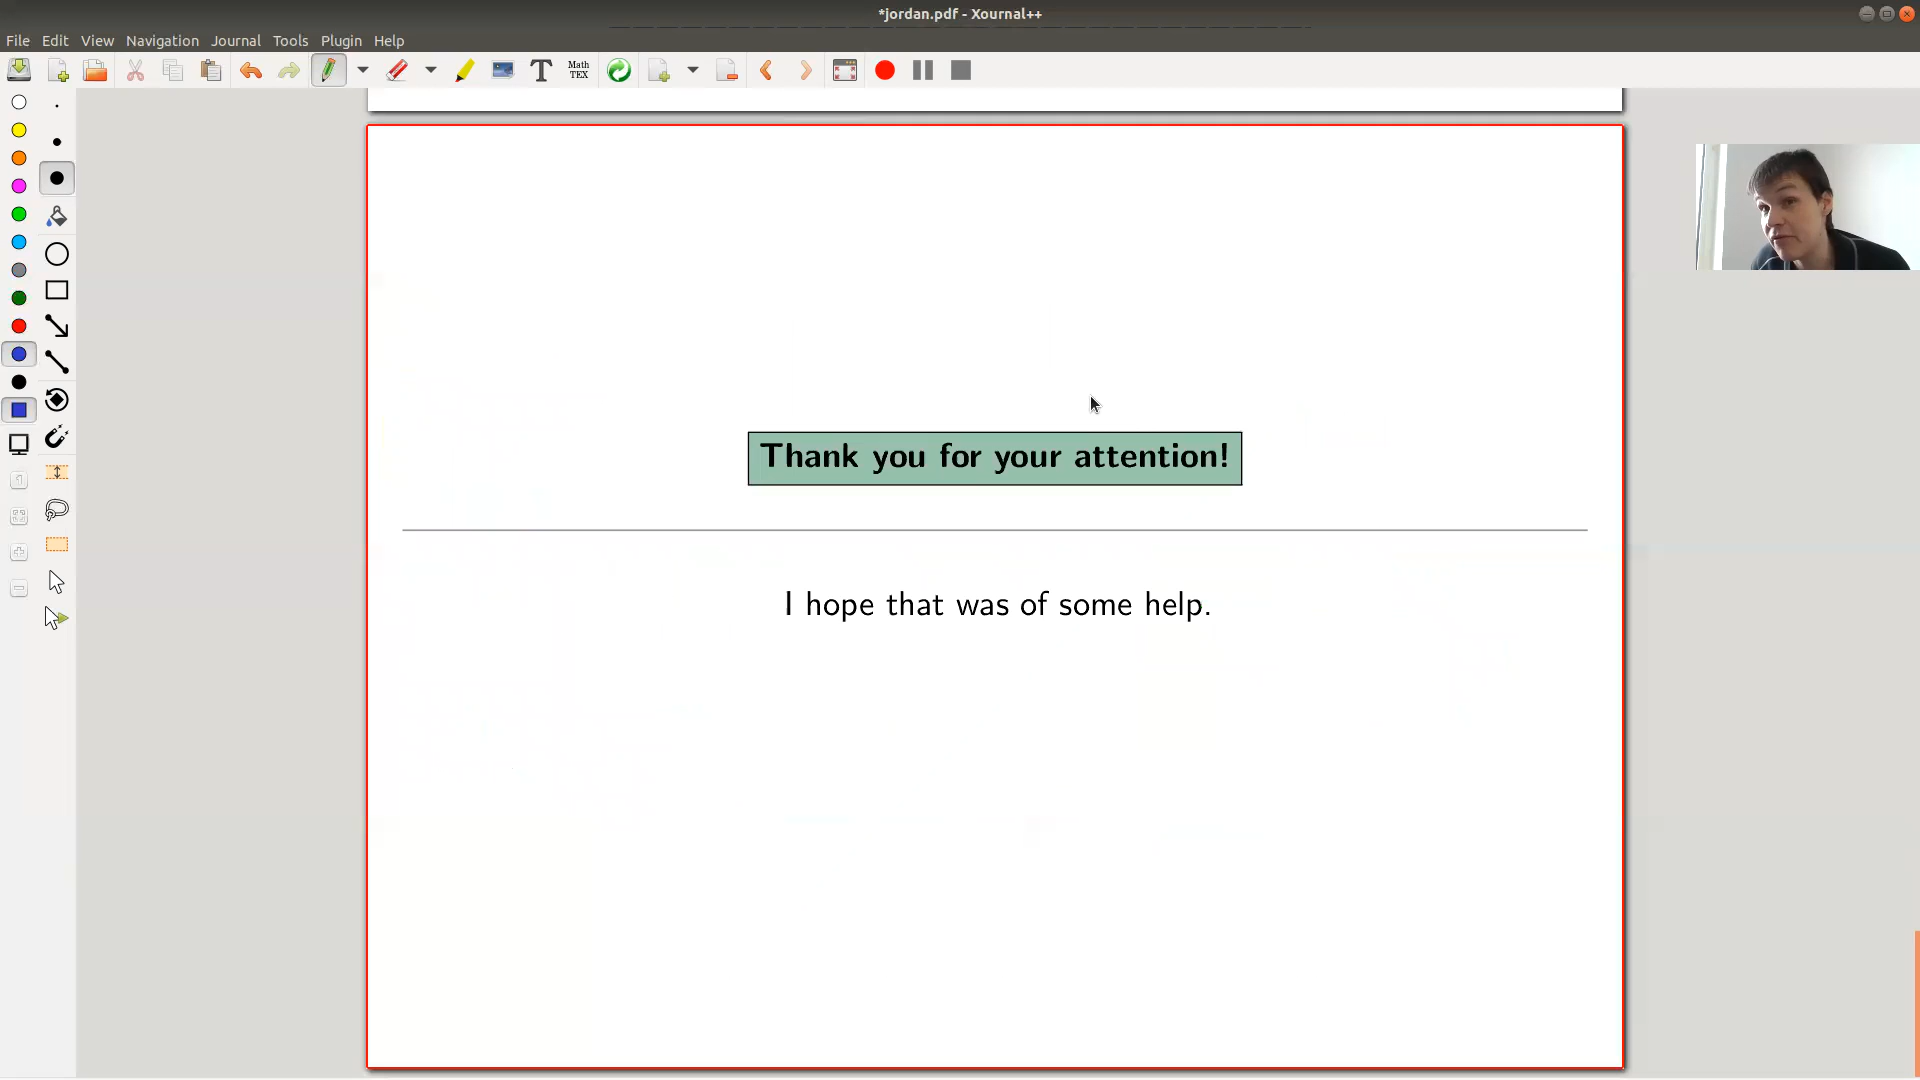 *jordan.pdf - Xournal++
File Edit View Navigation Journal Tools Plugin Help
Math
TEX
Thank you for your attention!
I hope that was of some help.